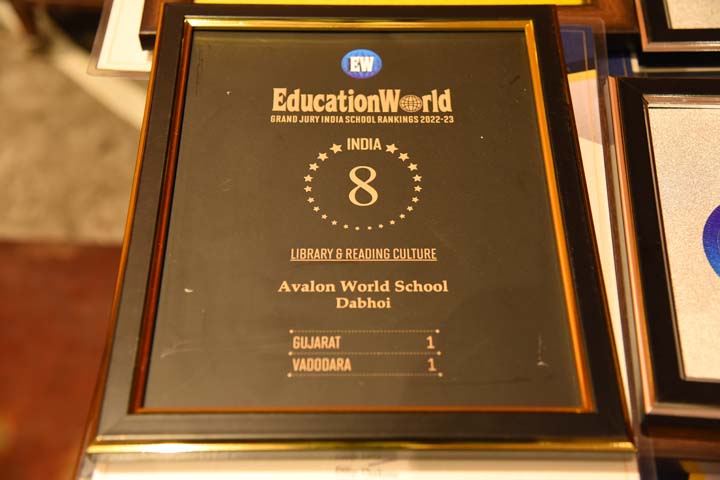 EW
EducationWorld
GRAND JURY INDIA SCHOOL RANKINGS 2022-23
INDIA
8
LIBRARY & READING CULTURE
Avalon World School
Dabhoi
GUJARAT 1
VADODARA 1